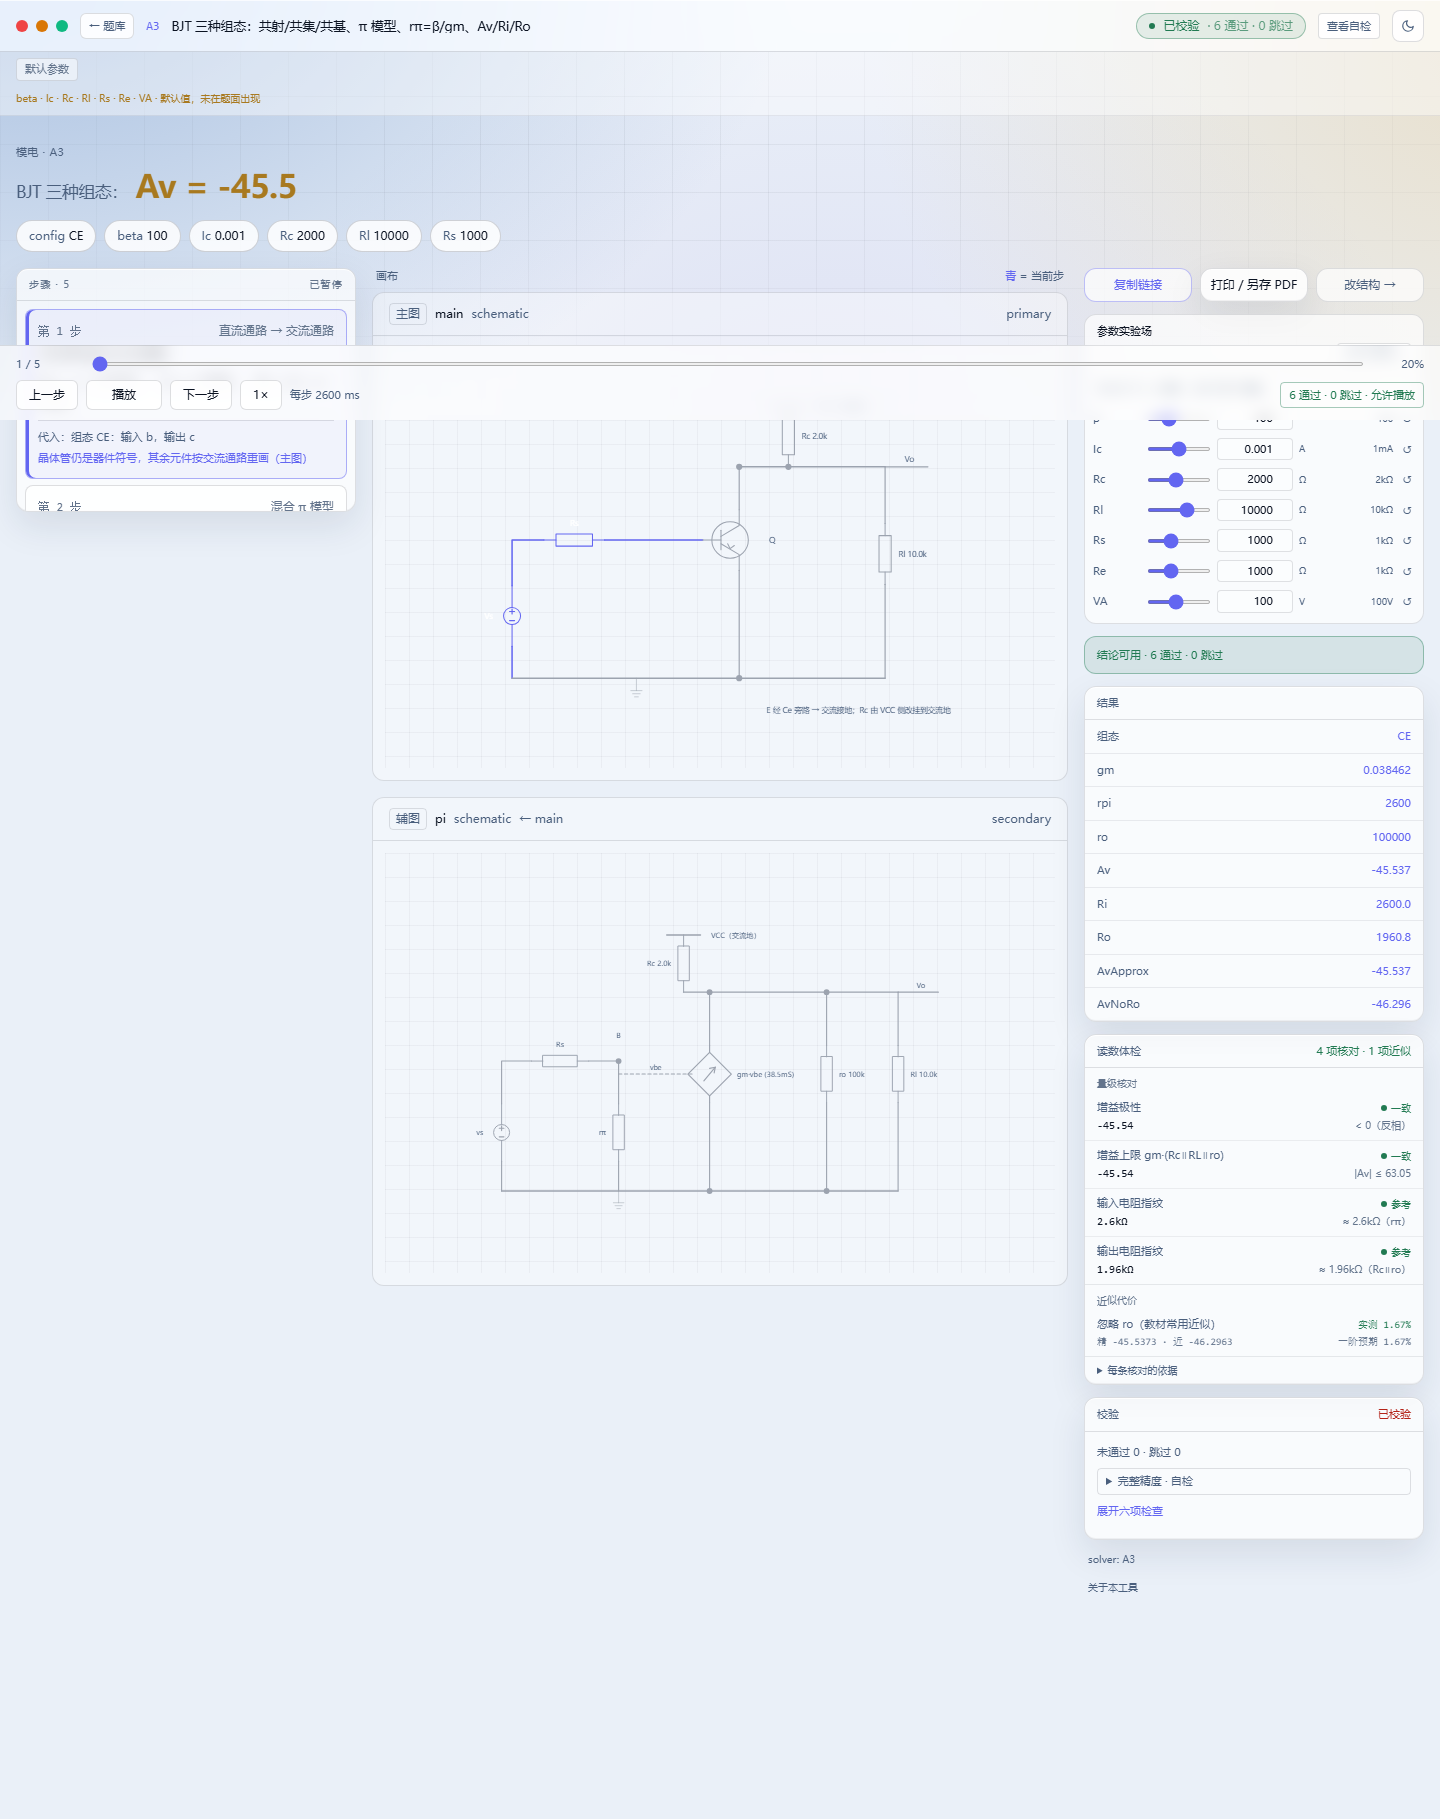 ← 题库
A3
BJT 三种组态：共射/共集/共基、π 模型、rπ=β/gm、Av/Ri/Ro
已校验 · 6 通过 · 0 跳过
查看自检
默认参数
beta · Ic · Rc · Rl · Rs · Re · VA · 默认值，未在题面出现
模电 · A3
BJT 三种组态： Av = -45.5
config CE
beta 100
Ic 0.001
Rc 2000
Rl 10000
Rs 1000
步骤 · 5
已暂停
第 1 步
直流通路 → 交流通路
画布
青 = 当前步
主图 main schematic
primary
复制链接
打印 / 另存 PDF
改结构 →
参数实验场
1 / 5
20%
上一步
播放
下一步
1×
每步 2600 ms
6 通过 · 0 跳过 · 允许播放
代入：组态 CE：输入 b，输出 c
晶体管仍是器件符号，其余元件按交流通路重画（主图）
第 2 步
混合 π 模型
Rc 2.0k
Vo
Q
Rl 10.0k
E 经 Ce 旁路 → 交流接地；Rc 由 VCC 侧改挂到交流地
Ic 0.001 A 1mA ↺
Rc 2000 Ω 2kΩ ↺
Rl 10000 Ω 10kΩ ↺
Rs 1000 Ω 1kΩ ↺
Re 1000 Ω 1kΩ ↺
VA 100 V 100V ↺
结论可用 · 6 通过 · 0 跳过
结果
组态 CE
gm 0.038462
rpi 2600
ro 100000
Av -45.537
Ri 2600.0
Ro 1960.8
AvApprox -45.537
AvNoRo -46.296
辅图 pi schematic ← main
secondary
VCC（交流地）
Rc 2.0k
Vo
B
Rs
vbe
gm·vbe (38.5mS)
ro 100k
Rl 10.0k
vs
rπ
读数体检
4 项核对 · 1 项近似
量级核对
增益极性 一致
-45.54 < 0（反相）
增益上限 gm·(Rc∥RL∥ro) 一致
-45.54 |Av| ≤ 63.05
输入电阻指纹 参考
2.6kΩ ≈ 2.6kΩ（rπ）
输出电阻指纹 参考
1.96kΩ ≈ 1.96kΩ（Rc∥ro）
近似代价
忽略 ro（教材常用近似） 实测 1.67%
精 -45.5373 · 近 -46.2963 一阶预期 1.67%
▶ 每条核对的依据
校验
已校验
未通过 0 · 跳过 0
▶ 完整精度 · 自检
展开六项检查
solver: A3
关于本工具